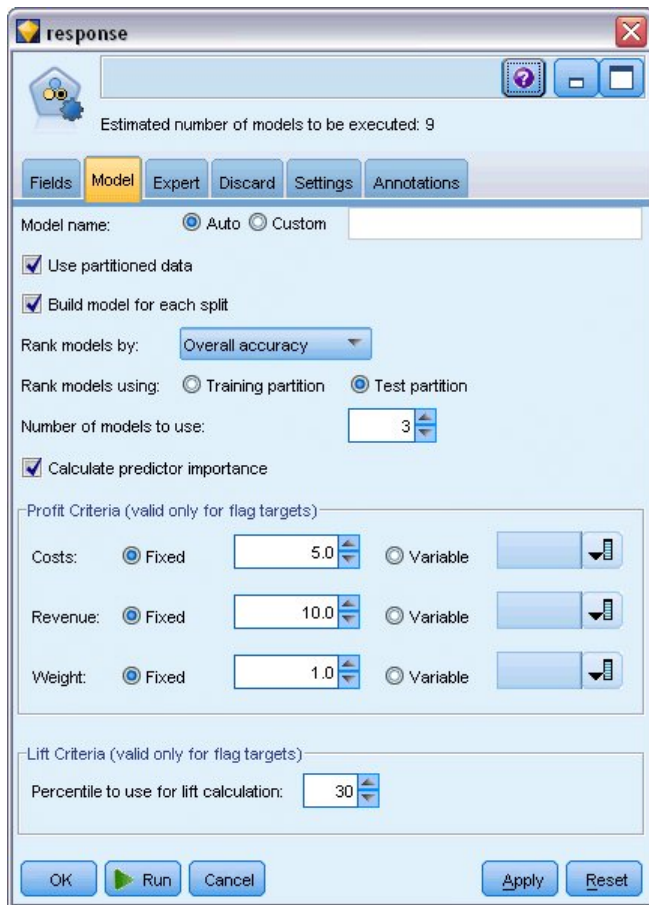 response
Estimated number of models to be executed: 9
Fields Model Expert Discard Settings Annotations
Model name: Auto Custom
Use partitioned data
Build model for each split
Rank models by: Overall accuracy
Rank models using: Training partition Test partition
Number of models to use: 3
Calculate predictor importance
Profit Criteria (valid only for flag targets)
Costs: Fixed 5.0 Variable
Revenue: Fixed 10.0 Variable
Weight: Fixed 1.0 Variable
Lift Criteria (valid only for flag targets)
Percentile to use for lift calculation: 30
OK Run Cancel Apply Reset